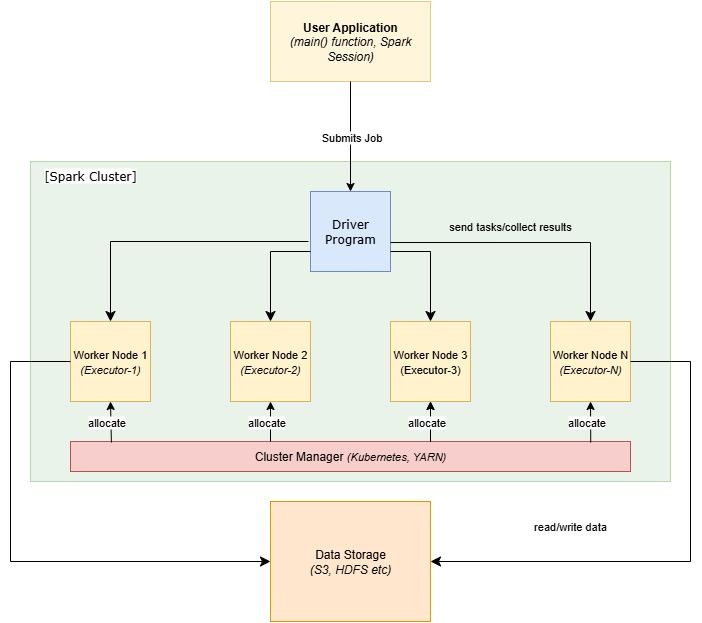 User Application
(main() function, Spark
Session)
Submits Job
[Spark Cluster]
Driver
Program
send tasks/collect results
Worker Node 1
(Executor-1)
Worker Node 2
(Executor-2)
Worker Node 3
(Executor-3)
Worker Node N
(Executor-N)
allocate
allocate
allocate
allocate
Cluster Manager (Kubernetes, YARN)
Data Storage
(S3, HDFS etc)
read/write data